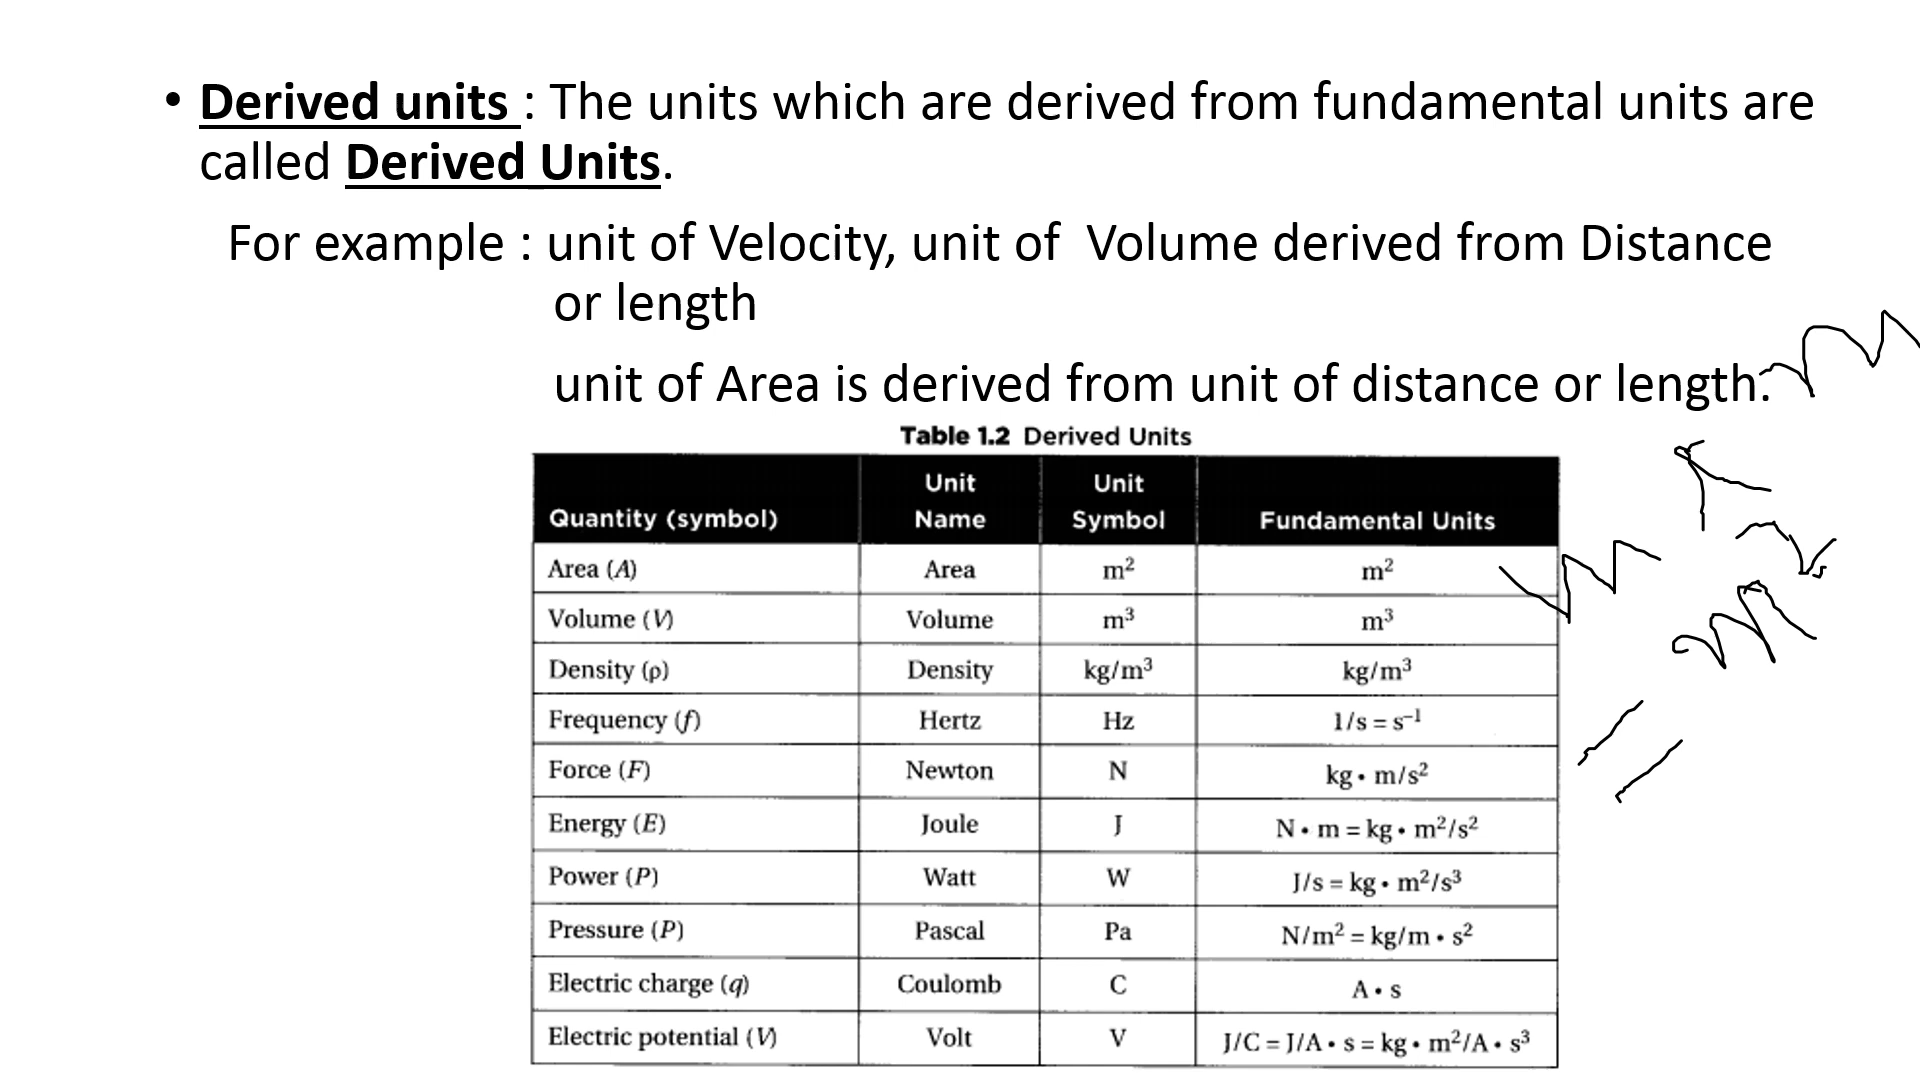 • Derived units : The units which are derived from fundamental units are
called Derived Units.
For example : unit of Velocity, unit of Volume derived from Distance
or length
unit of Area is derived from unit of distance or length.
Table 1.2 Derived Units
Quantity (symbol) Unit Name Unit Symbol Fundamental Units
Area (A) Area m² m²
Volume (V) Volume m³ m³
Density (ρ) Density kg/m³ kg/m³
Frequency (f) Hertz Hz 1/s = s⁻¹
Force (F) Newton N kg • m/s²
Energy (E) Joule J N • m = kg • m²/s²
Power (P) Watt W J/s = kg • m²/s³
Pressure (P) Pascal Pa N/m² = kg/m • s²
Electric charge (q) Coulomb C A • s
Electric potential (V) Volt V J/C = J/A • s = kg • m²/A • s³